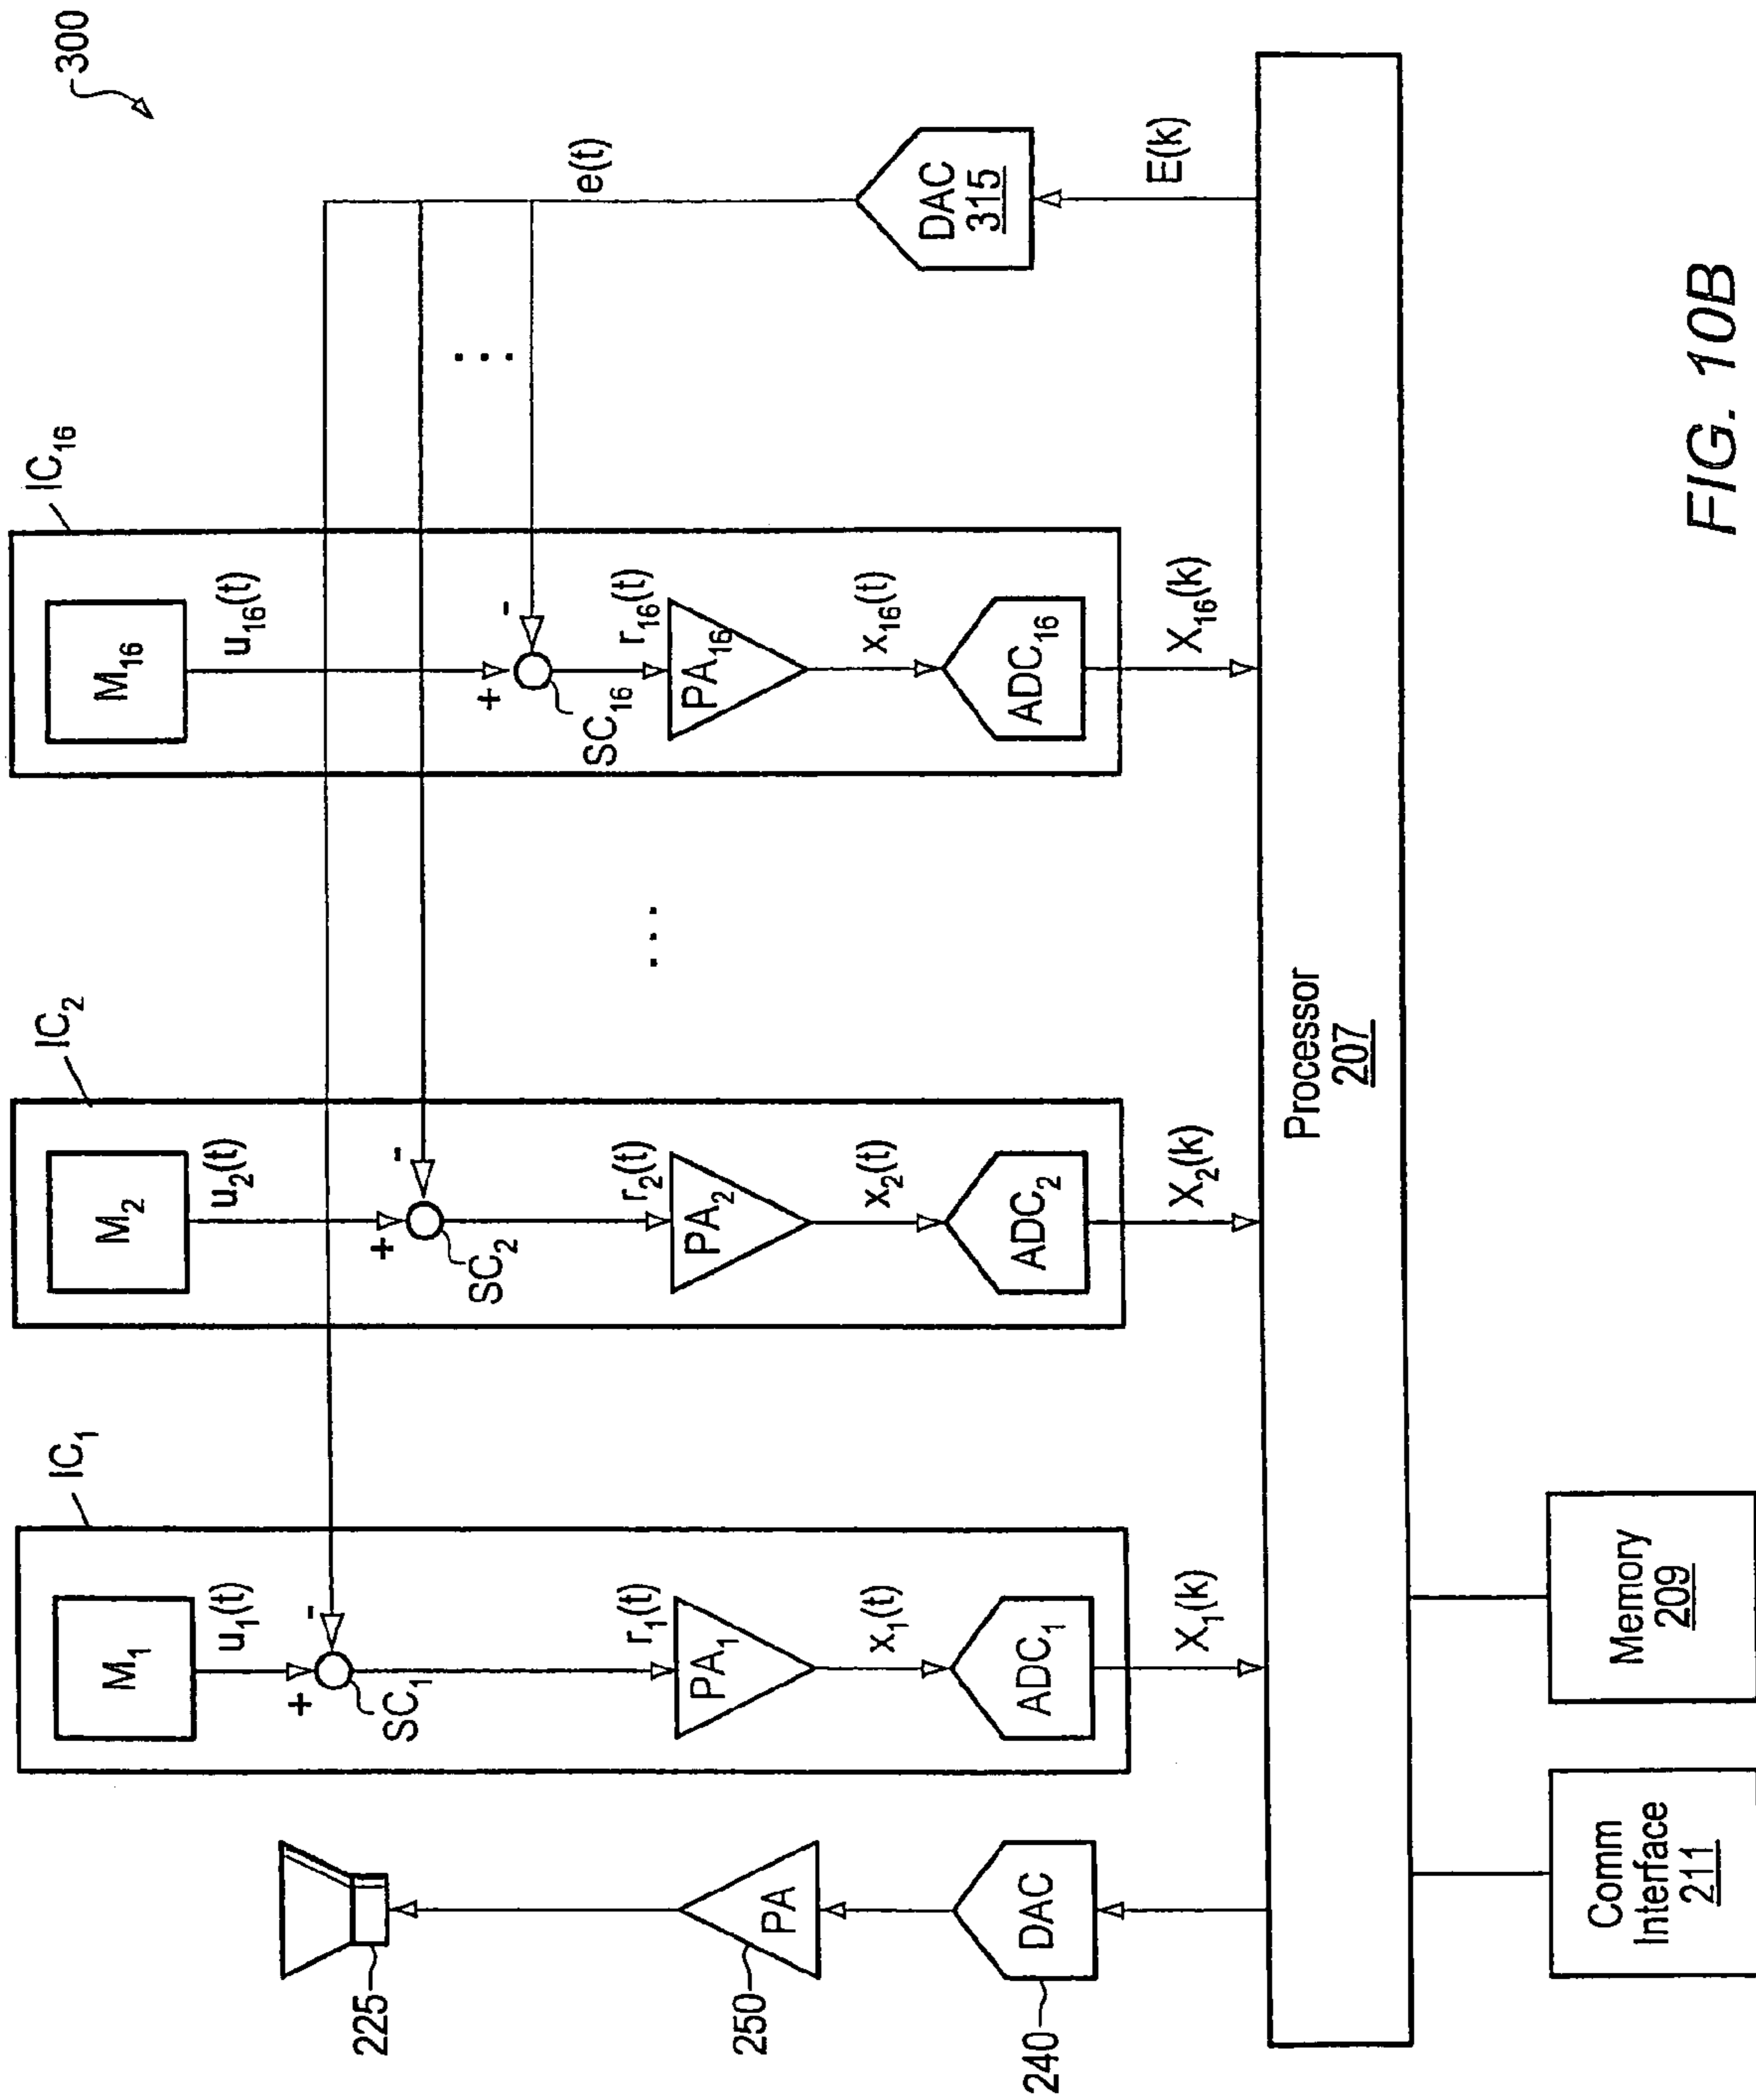 300
IC₁
IC₂
IC₁₆
M₁
M₂
M₁₆
u₁(t)
u₂(t)
u₁₆(t)
e(t)
+
-
+
-
+
-
SC₁
SC₂
SC₁₆
...
...
r₁(t)
r₂(t)
r₁₆(t)
225
250
PA
PA₁
PA₂
PA₁₆
x₁(t)
x₂(t)
x₁₆(t)
240
DAC
ADC₁
ADC₂
ADC₁₆
DAC
315
X₁(k)
X₂(k)
X₁₆(k)
E(k)
Processor
207
Comm
Interface
211
Memory
209
FIG. 10B